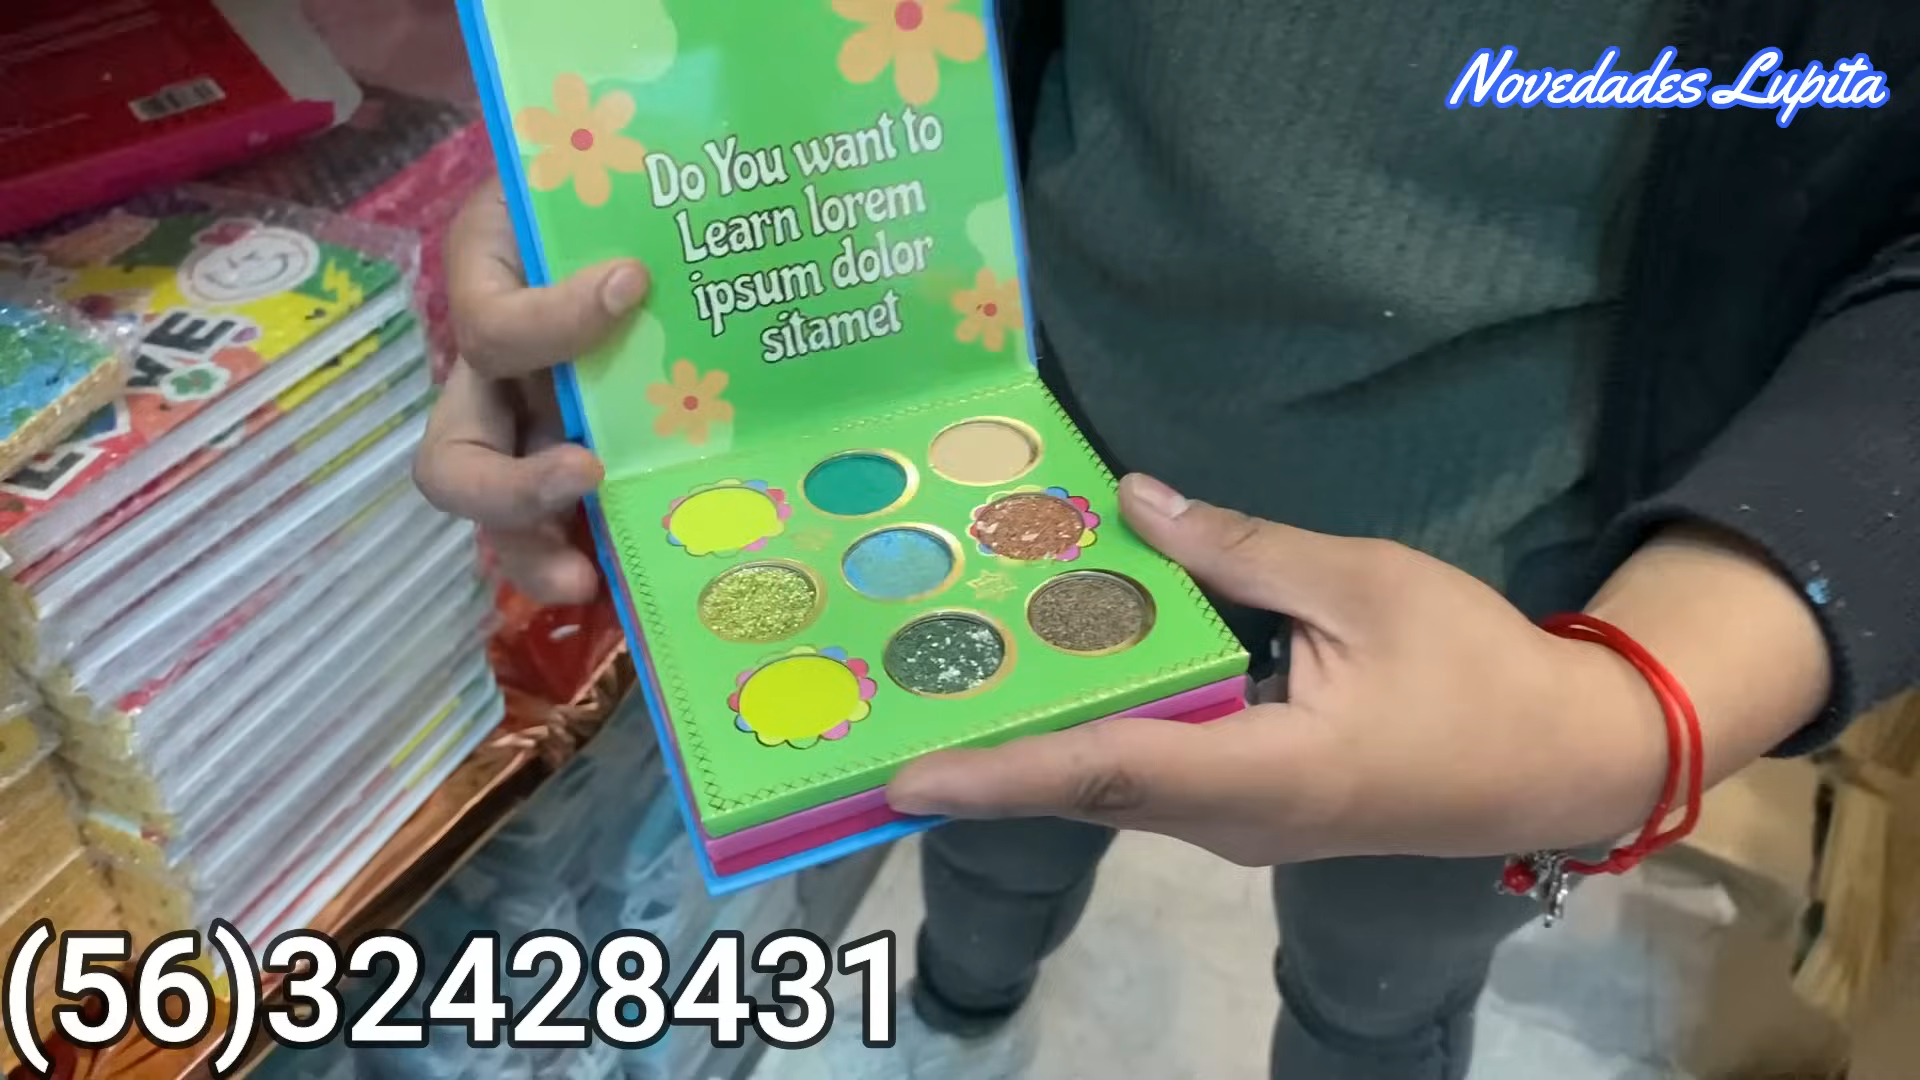 Novedades Lupita
Do You want to
Learn lorem
ipsum dolor
sitamet
(56)32428431